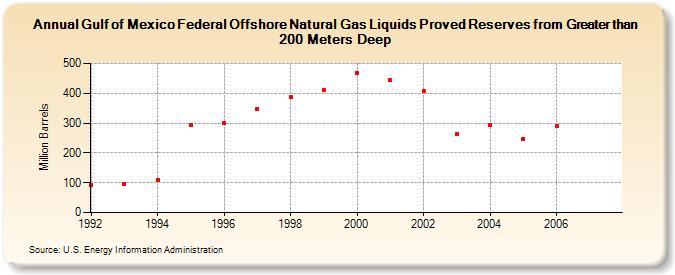 Annual Gulf of Mexico Federal Offshore Natural Gas Liquids Proved Reserves from Greater than
200 Meters Deep
Million Barrels
500
400
300
200
100
0
1992 1994 1996 1998 2000 2002 2004 2006
Source: U.S. Energy Information Administration